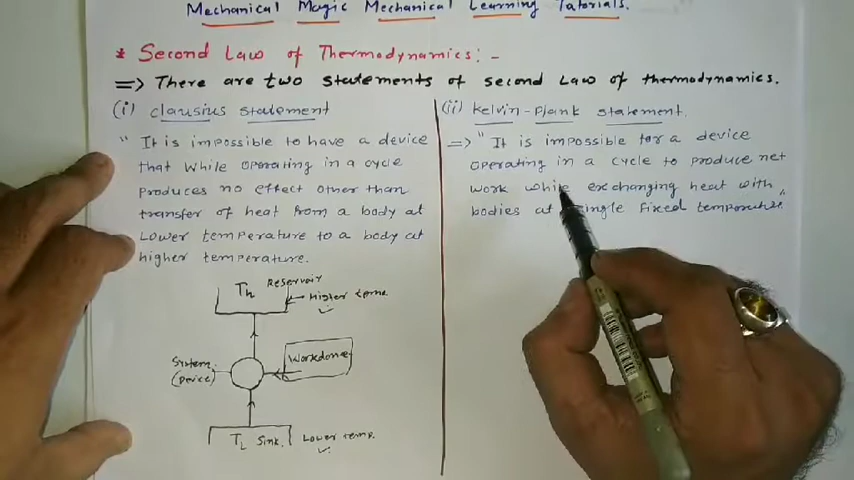 Mechanical Magic Mechanical Learning Tutorials.
* Second Law of Thermodynamics: -
=> There are two statements of second Law of thermodynamics.
(i) Clausius statement
" It is impossible to have a device
that while operating in a cycle
produces no effect other than
transfer of heat from a body at
Lower temperature to a body at
higher temperature.
Th Reservoir
Higher temp.
System
(Device)
Workdone
TL Sink
Lower temp.
(ii) Kelvin-Plank statement.
=> " It is impossible for a device
operating in a cycle to produce net
work while exchanging heat with
bodies at single fixed temperature. "